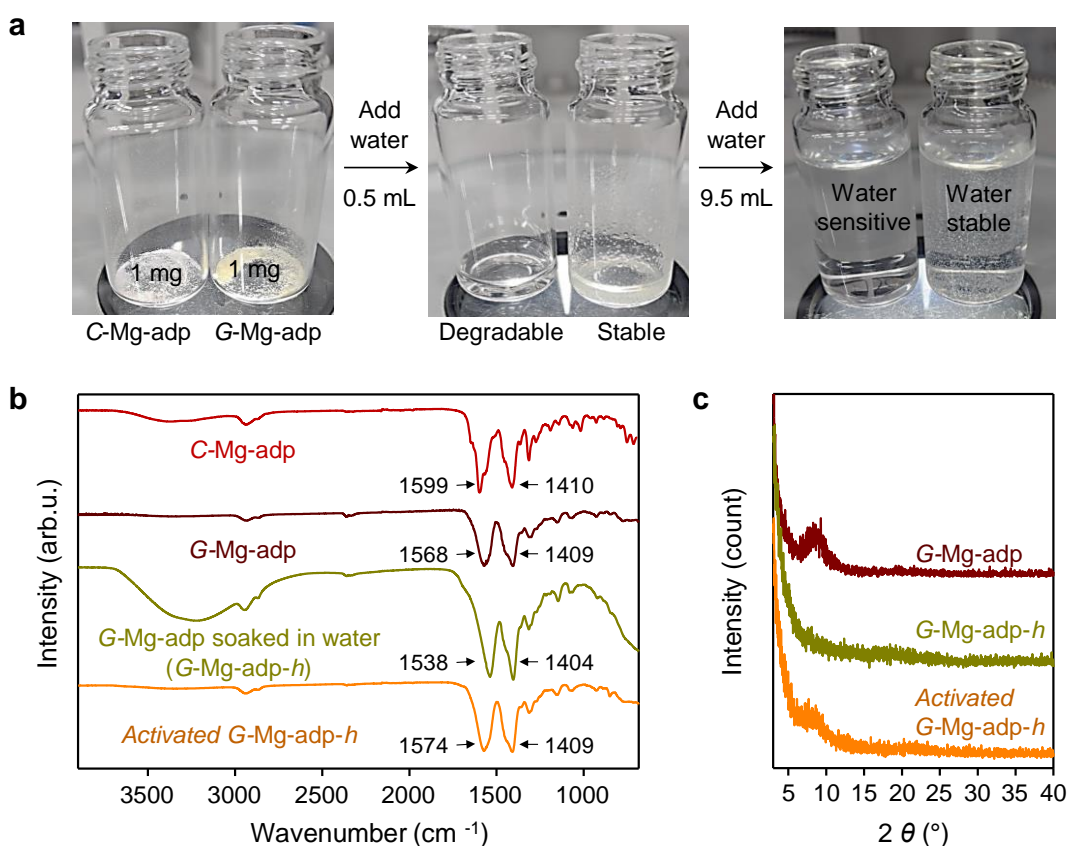 a
Add
water
0.5 mL
Add
water
9.5 mL
1 mg
1 mg
Water
sensitive
Water
stable
C-Mg-adp
G-Mg-adp
Degradable
Stable
b
Intensity (arb.u.)
C-Mg-adp
1599
1410
G-Mg-adp
1568
1409
G-Mg-adp soaked in water
(G-Mg-adp-h)
1538
1404
Activated G-Mg-adp-h
1574
1409
3500
3000
2500
2000
1500
1000
Wavenumber (cm ⁻¹)
c
Intensity (count)
G-Mg-adp
G-Mg-adp-h
Activated
G-Mg-adp-h
5
10
15
20
25
30
35
40
2 θ (°)